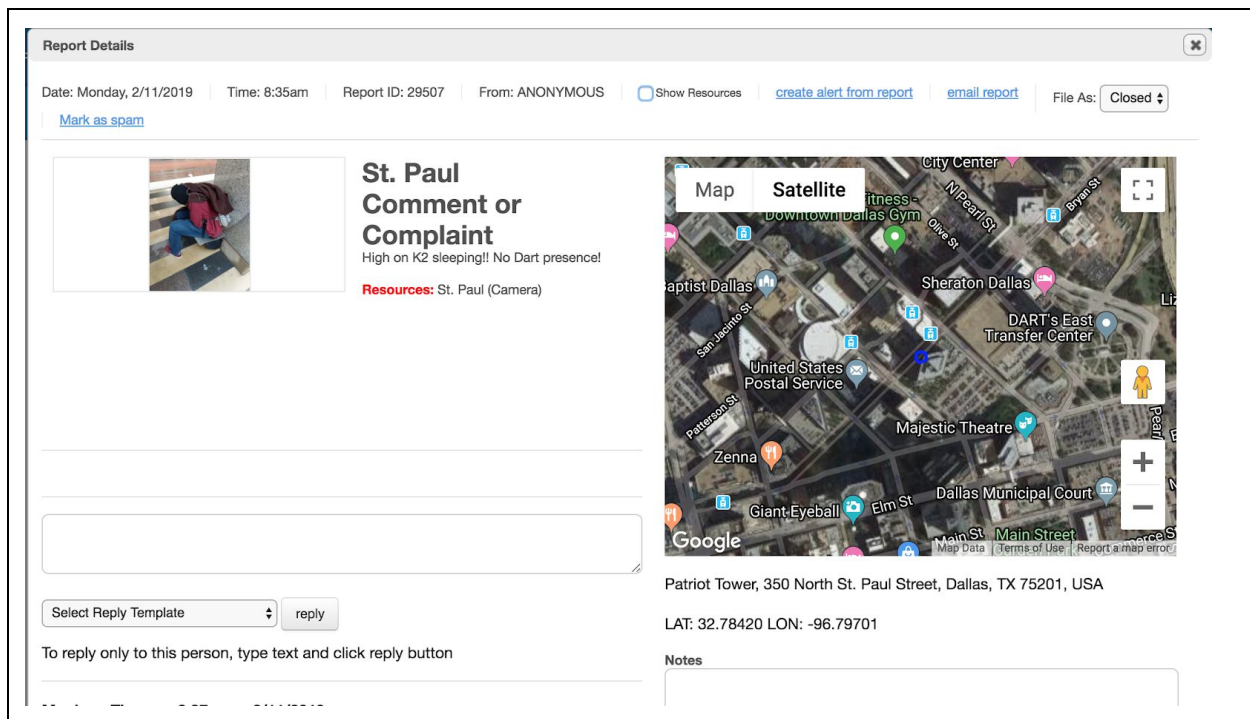 Report Details
Date: Monday, 2/11/2019 Time: 8:35am Report ID: 29507 From: ANONYMOUS Show Resources create alert from report email report File As: Closed
Mark as spam
St. Paul
Comment or
Complaint
High on K2 sleeping!! No Dart presence!
Resources: St. Paul (Camera)
To reply only to this person, type text and click reply button
Select Reply Template reply
Map Satellite
City Center
N Pearl St
Bryan St
Fitness -
Downtown Dallas Gym
Olive St
Baptist Dallas
Sheraton Dallas
San Jacinto St
DART's East
Transfer Center
United States
Postal Service
Patterson St
Majestic Theatre
Pearl
Zenna
Dallas Municipal Court
Giant Eyeball
Elm St
Main St
Main Street
Google
Map Data Terms of Use Report a map error
Patriot Tower, 350 North St. Paul Street, Dallas, TX 75201, USA
LAT: 32.78420 LON: -96.79701
Notes